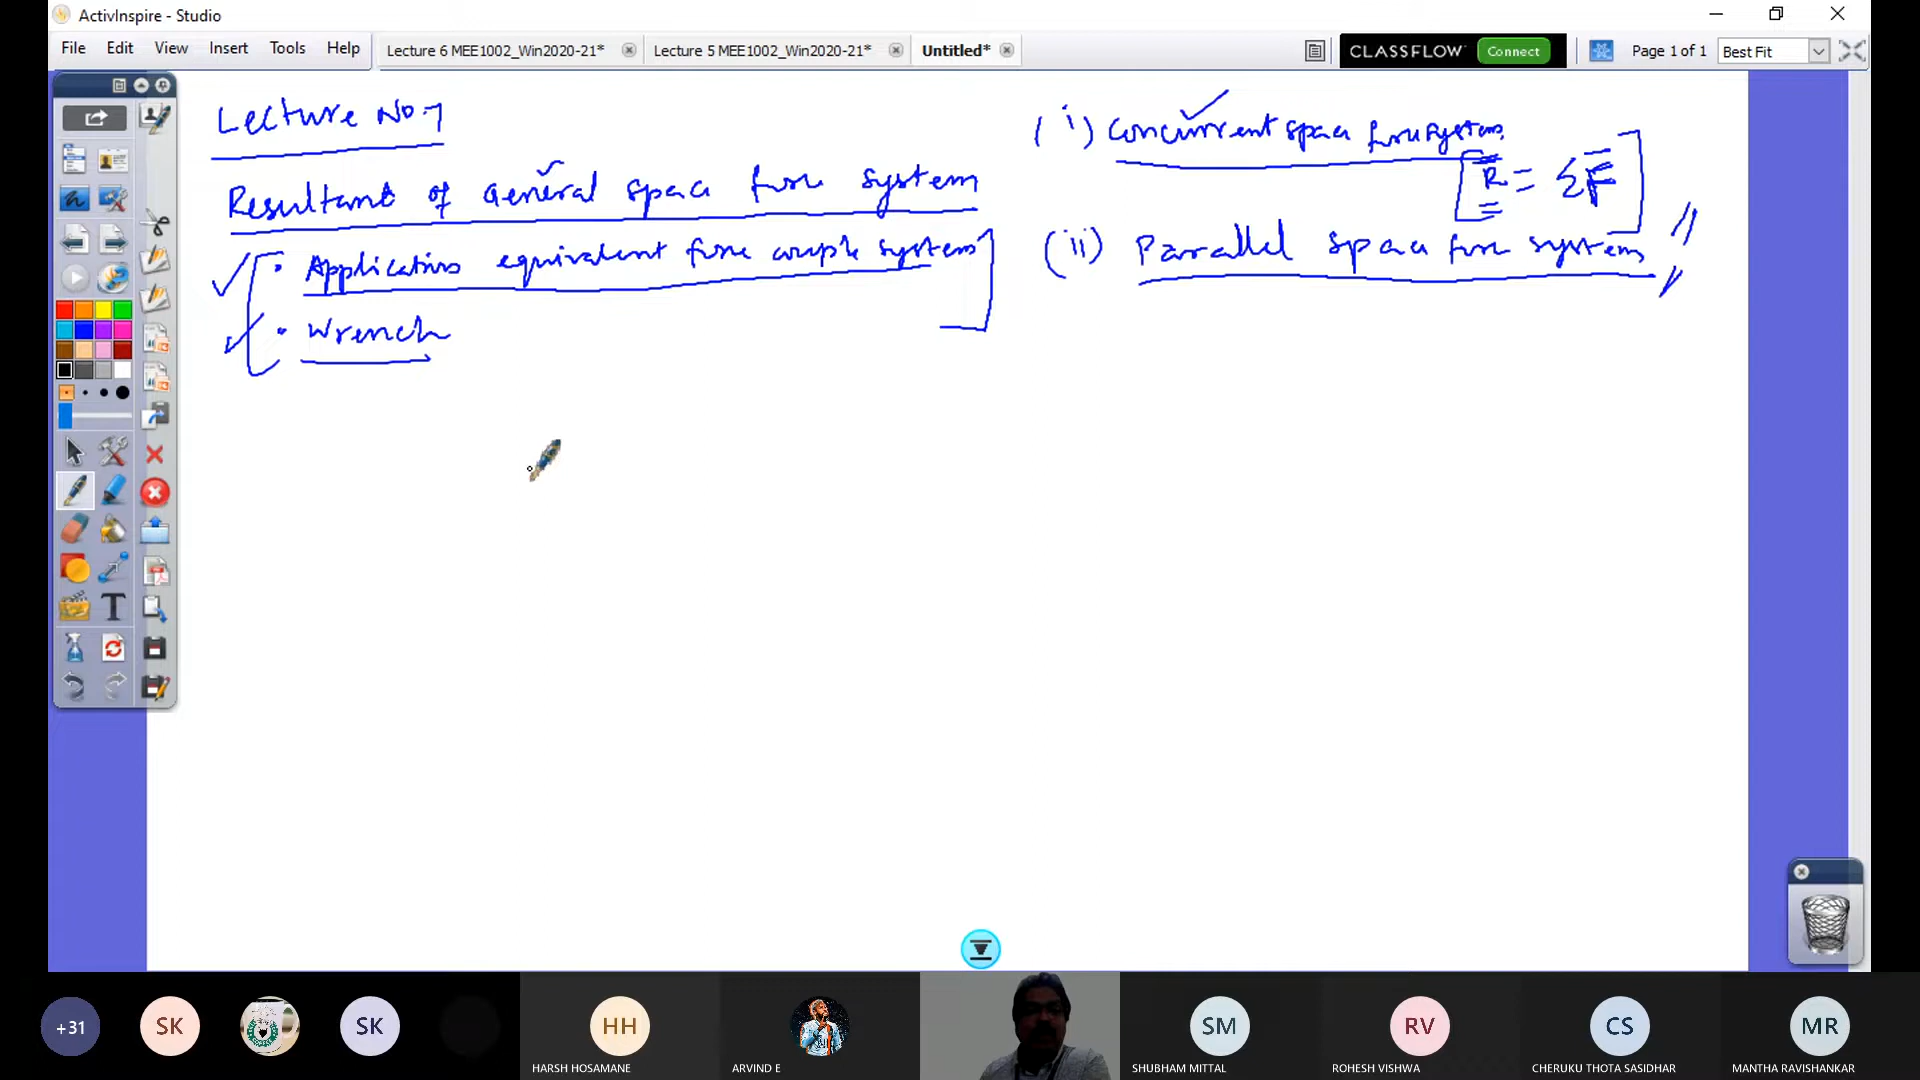 ActivInspire - Studio
File Edit View Insert Tools Help
Lecture 6 MEE1002_Win2020-21*
Lecture 5 MEE1002_Win2020-21*
Untitled*
CLASSFLOW Connect
Page 1 of 1
Best Fit
Lecture No. 7
Resultant of General space force system
• Applications equivalent force couple system
• Wrench
(i) Concurrent space force systems
R = ΣF
(ii) Parallel space force systems
T
+31
SK
SK
HH
HARSH HOSAMANE
ARVIND E
SM
SHUBHAM MITTAL
RV
ROHESH VISHWA
CS
CHERUKU THOTA SASIDHAR
MR
MANTHA RAVISHANKAR